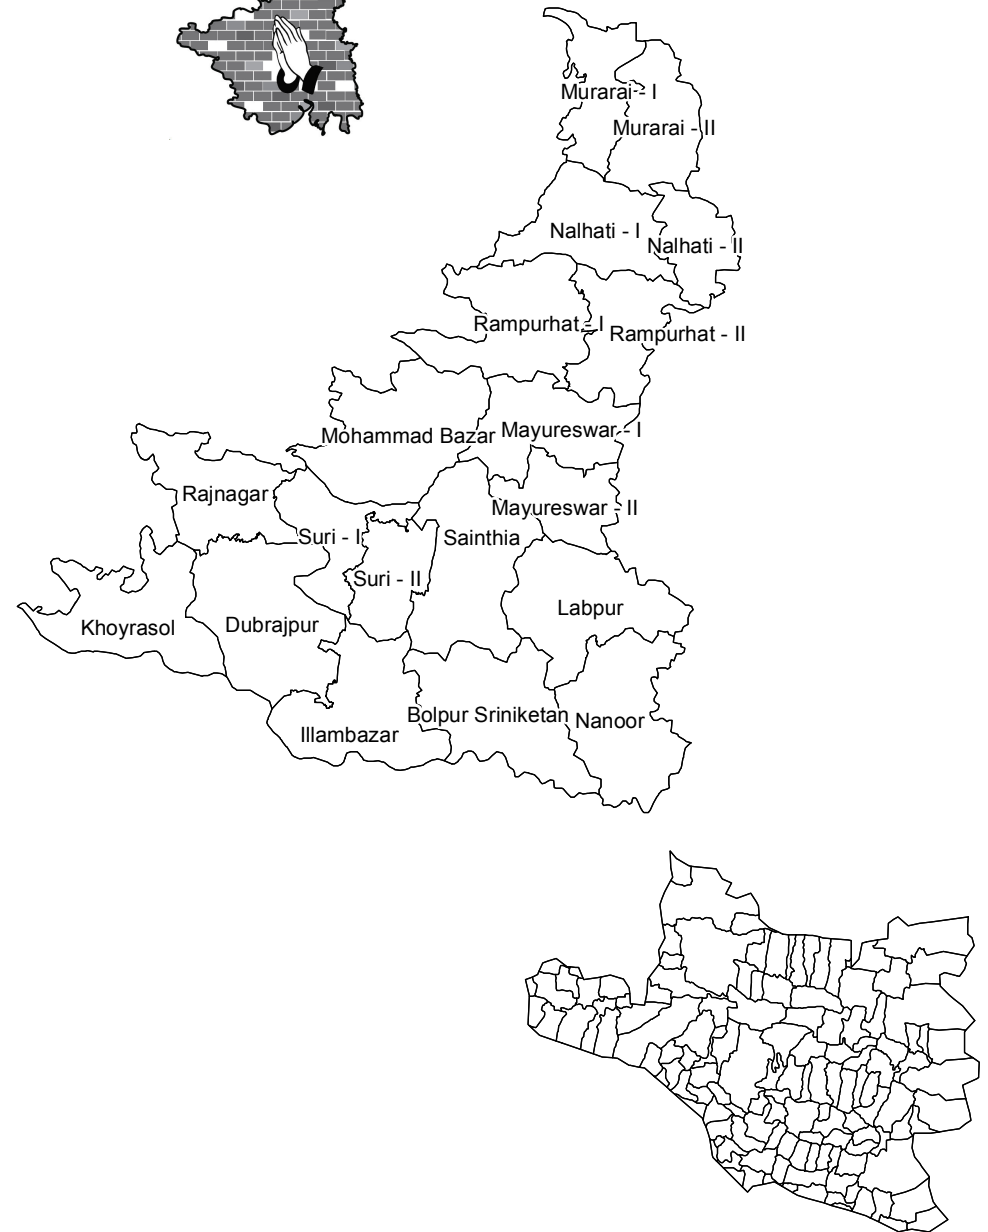 Murarai - I
Murarai - II
Nalhati - I
Nalhati - II
Rampurhat - I
Rampurhat - II
Mohammad Bazar
Mayureswar - I
Rajnagar
Mayureswar - II
Suri - I
Sainthia
Suri - II
Labpur
Khoyrasol
Dubrajpur
Bolpur Sriniketan
Nanoor
Illambazar